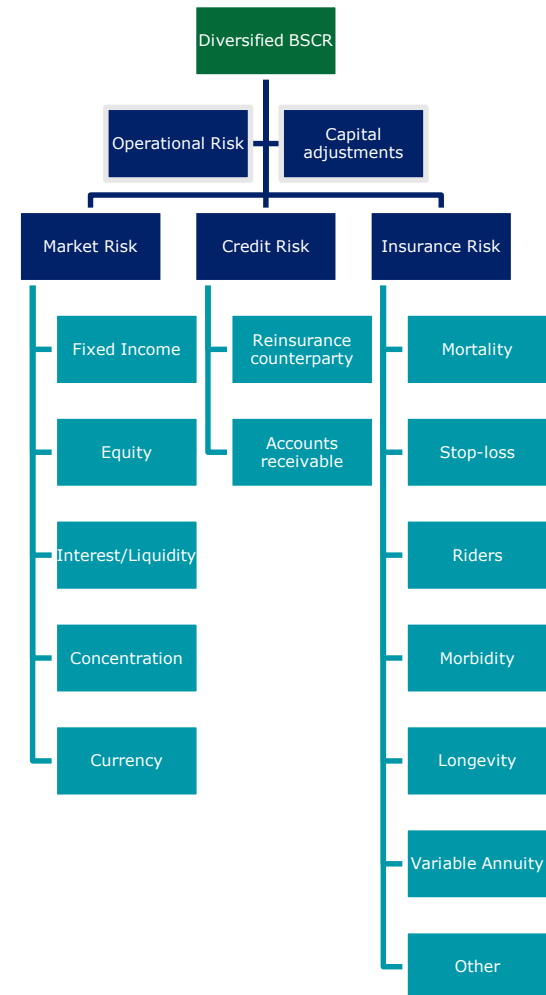 Diversified BSCR
Operational Risk
Capital
adjustments
Market Risk
Credit Risk
Insurance Risk
Fixed Income
Equity
Interest/Liquidity
Concentration
Currency
Reinsurance
counterparty
Accounts
receivable
Mortality
Stop-loss
Riders
Morbidity
Longevity
Variable Annuity
Other